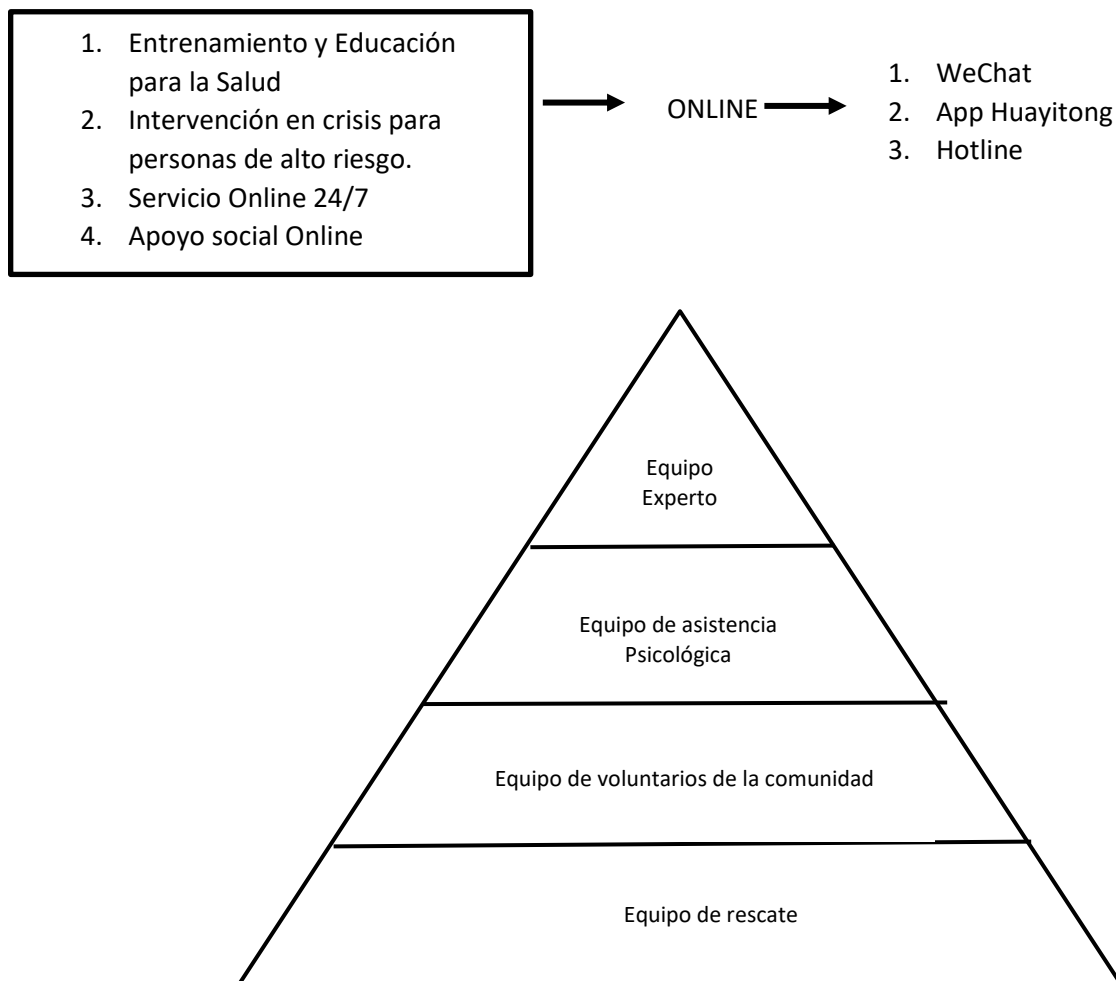 1. Entrenamiento y Educación
para la Salud
2. Intervención en crisis para
personas de alto riesgo.
3. Servicio Online 24/7
4. Apoyo social Online
ONLINE
1. WeChat
2. App Huayitong
3. Hotline
Equipo
Experto
Equipo de asistencia
Psicológica
Equipo de voluntarios de la comunidad
Equipo de rescate